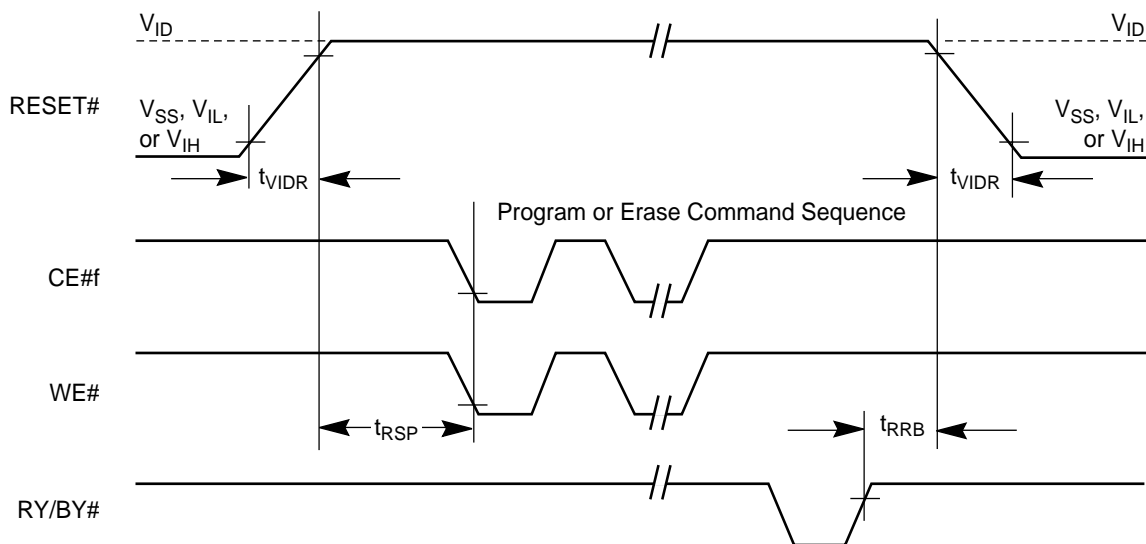 VID
VID
RESET#
VSS, VIL,
or VIH
VSS, VIL,
or VIH
tVIDR
tVIDR
Program or Erase Command Sequence
CE#f
WE#
tRSP
tRRB
RY/BY#